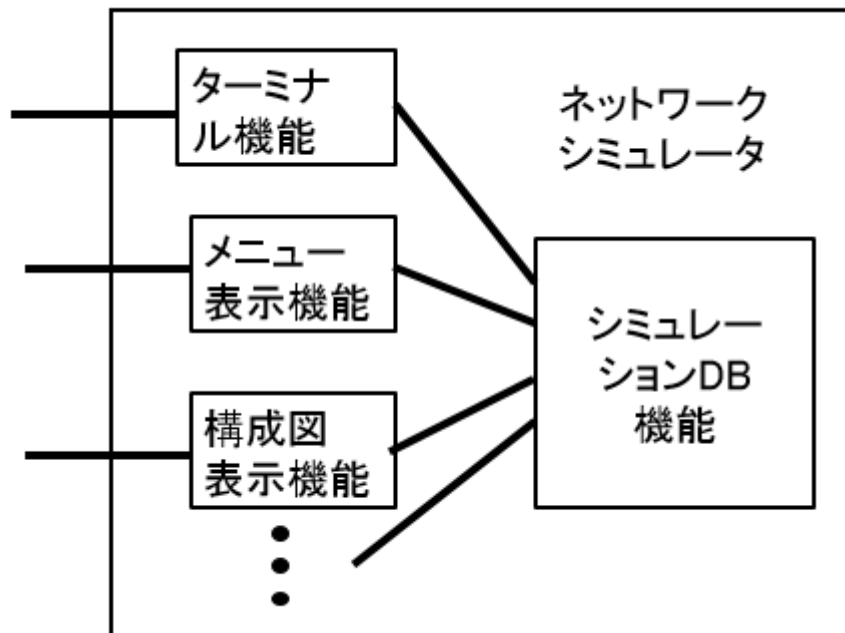 ターミナ
ル機能
ネットワーク
シミュレータ
メニュー
表示機能
シミュレー
ションDB
機能
構成図
表示機能